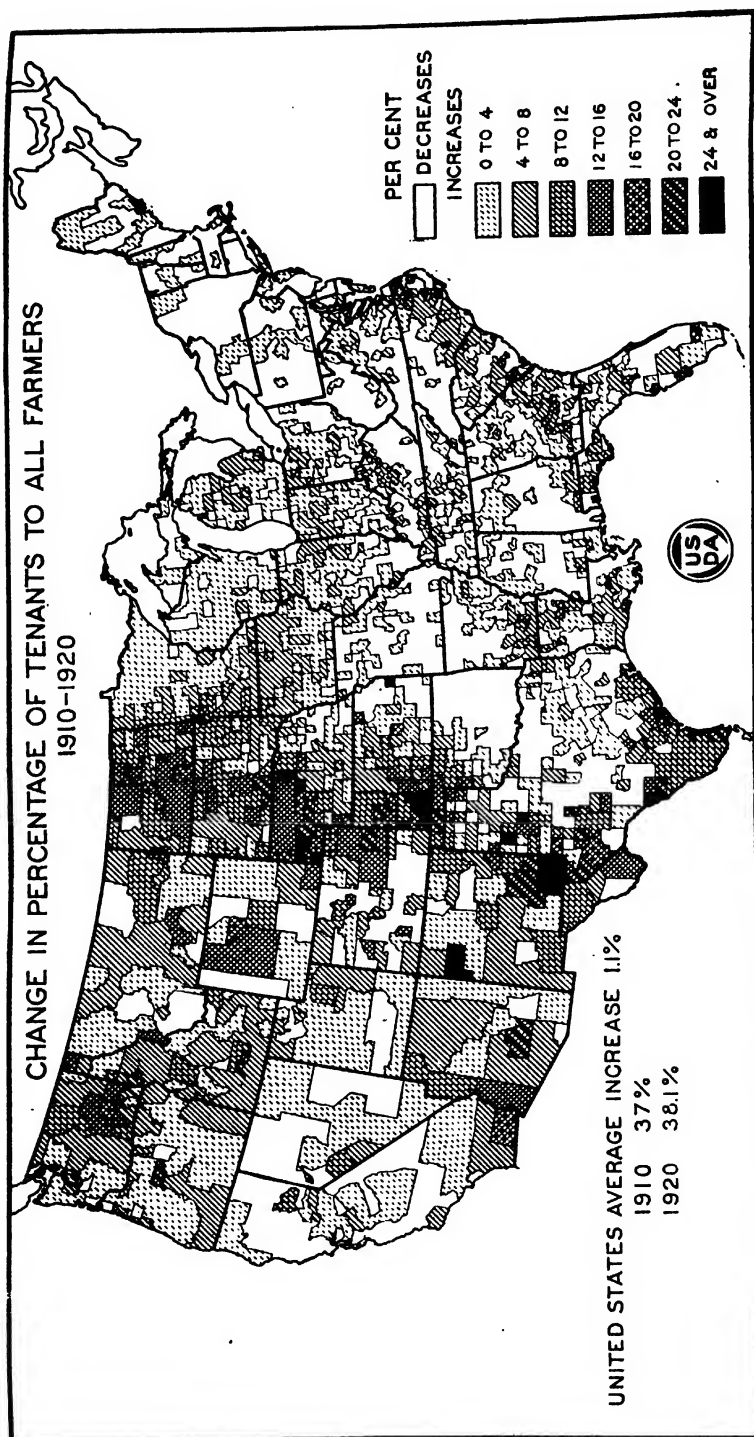 CHANGE IN PERCENTAGE OF TENANTS TO ALL FARMERS
1910-1920
PER CENT
DECREASES
INCREASES
0 TO 4
4 TO 8
8 TO 12
12 TO 16
16 TO 20
20 TO 24.
24 & OVER
US
DA
UNITED STATES AVERAGE INCREASE 1.1%
1910 37%
1920 38.1%